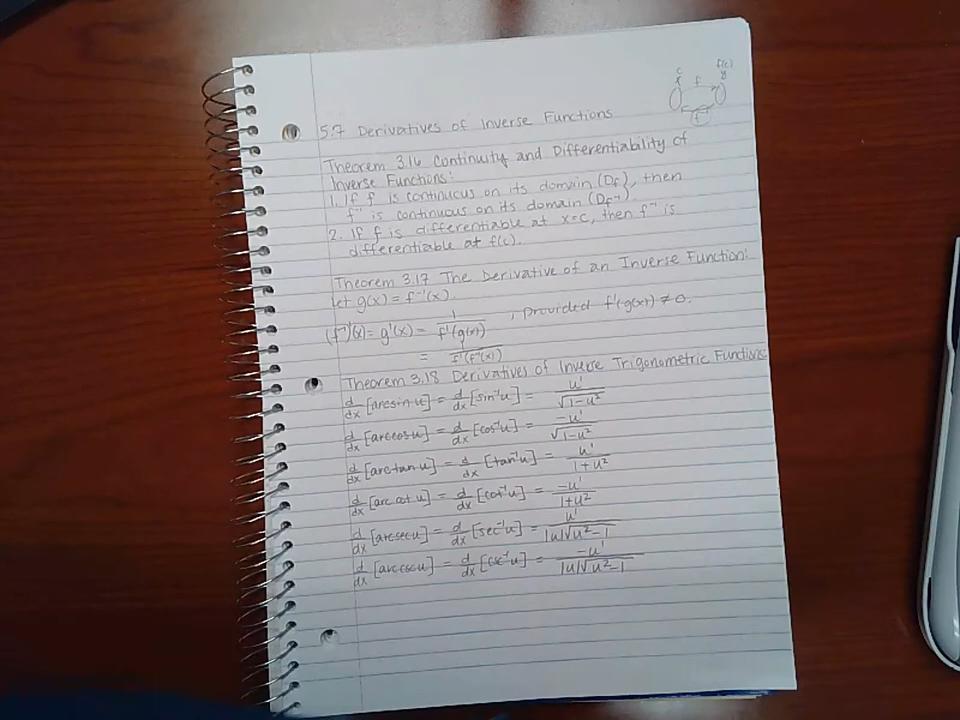 c f(c)
x f y
f⁻¹
5.7 Derivatives of Inverse Functions
Theorem 3.16 Continuity and Differentiability of
Inverse Functions:
1. If f is continuous on its domain (Df), then
f⁻¹ is continuous on its domain (Df⁻¹).
2. If f is differentiable at x=c, then f⁻¹ is
differentiable at f(c).
Theorem 3.17 The Derivative of an Inverse Function:
Let g(x) = f⁻¹(x).
(f⁻¹)'(x) = g'(x) = 1/f'(g(x)), provided f'(g(x)) ≠ 0.
= 1/f'(f⁻¹(x))
Theorem 3.18 Derivatives of Inverse Trigonometric Functions
d/dx [arcsin u] = d/dx [sin⁻¹u] = u'/√(1-u²)
d/dx [arccos u] = d/dx [cos⁻¹u] = -u'/√(1-u²)
d/dx [arctan u] = d/dx [tan⁻¹u] = u'/(1+u²)
d/dx [arccot u] = d/dx [cot⁻¹u] = -u'/(1+u²)
d/dx [arcsec u] = d/dx [sec⁻¹u] = u'/(|u|√(u²-1))
d/dx [arccsc u] = d/dx [csc⁻¹u] = -u'/(|u|√(u²-1))